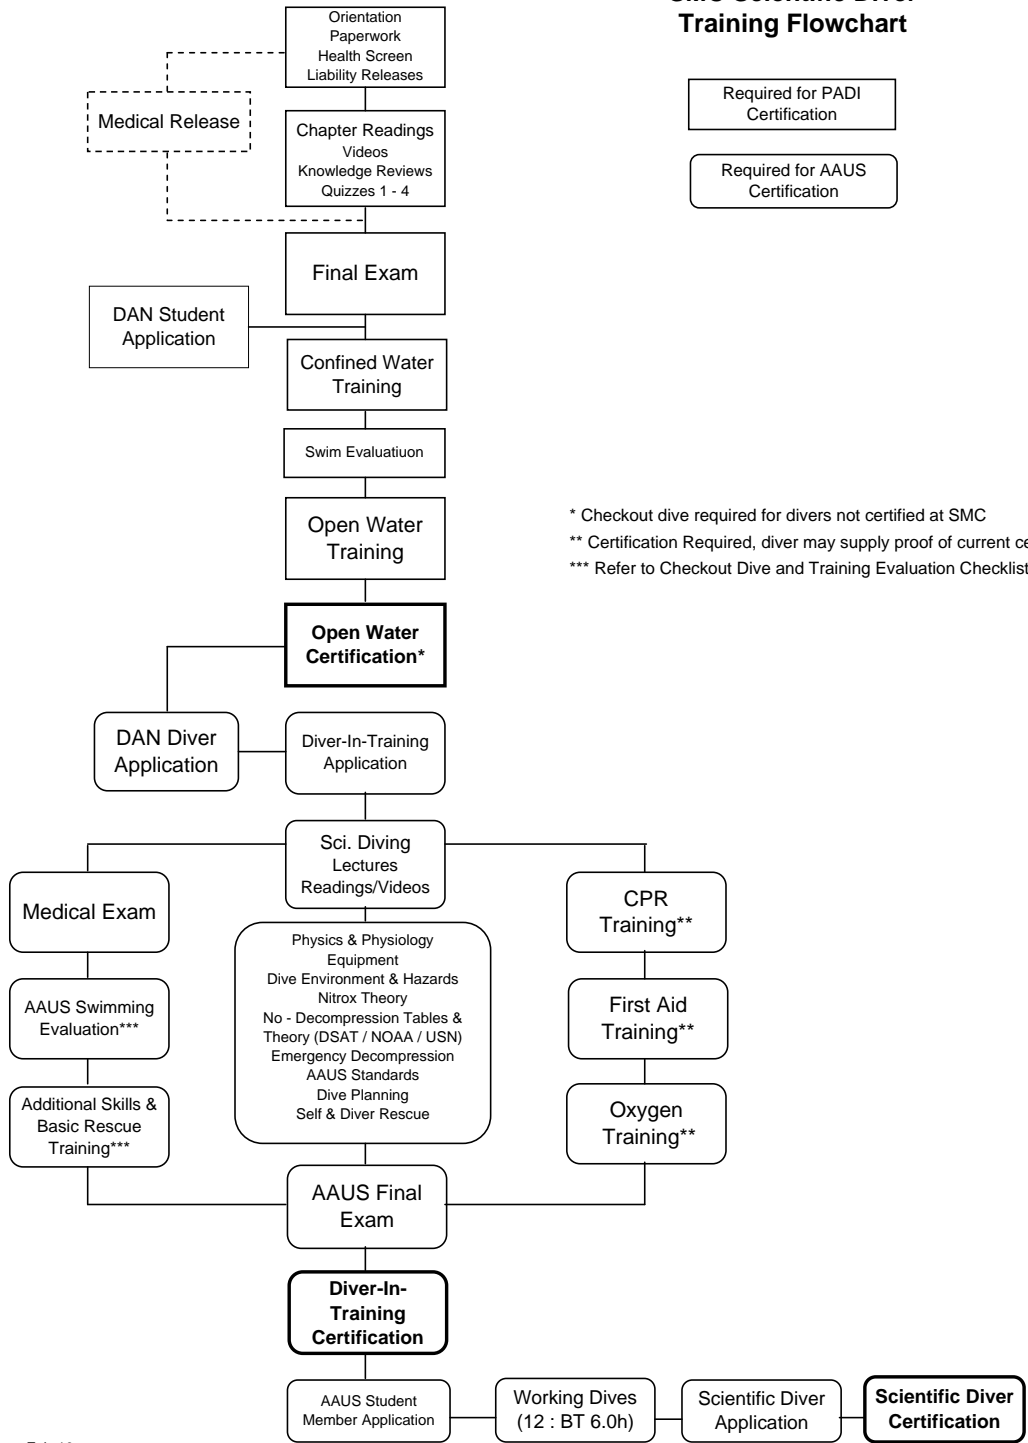 Training Flowchart
Orientation
Paperwork
Health Screen
Liability Releases
Required for PADI
Certification
Medical Release
Chapter Readings
Videos
Knowledge Reviews
Quizzes 1 - 4
Required for AAUS
Certification
Final Exam
DAN Student
Application
Confined Water
Training
Swim Evaluatiuon
Open Water
Training
* Checkout dive required for divers not certified at SMC
** Certification Required, diver may supply proof of current
*** Refer to Checkout Dive and Training Evaluation Checklist
Open Water
Certification*
DAN Diver
Application
Diver-In-Training
Application
Sci. Diving
Lectures
Readings/Videos
Medical Exam
CPR
Training**
Physics & Physiology
Equipment
Dive Environment & Hazards
Nitrox Theory
No - Decompression Tables &
Theory (DSAT / NOAA / USN)
Emergency Decompression
AAUS Standards
Dive Planning
Self & Diver Rescue
AAUS Swimming
Evaluation***
First Aid
Training**
Additional Skills &
Basic Rescue
Training***
Oxygen
Training**
AAUS Final
Exam
Diver-In-
Training
Certification
AAUS Student
Member Application
Working Dives
(12 : BT 6.0h)
Scientific Diver
Application
Scientific Diver
Certification